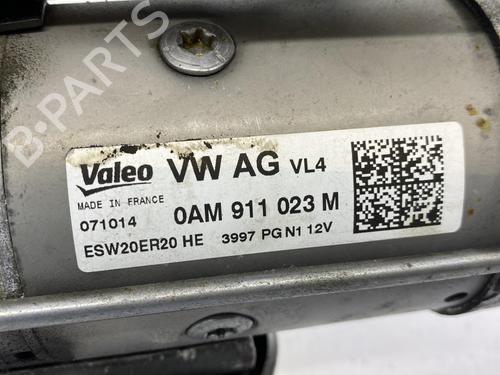 B-PARTS
Valeo VW AG VL4
MADE IN FRANCE
071014 0AM 911 023 M
ESW20ER20 HE 3997 PG N1 12V